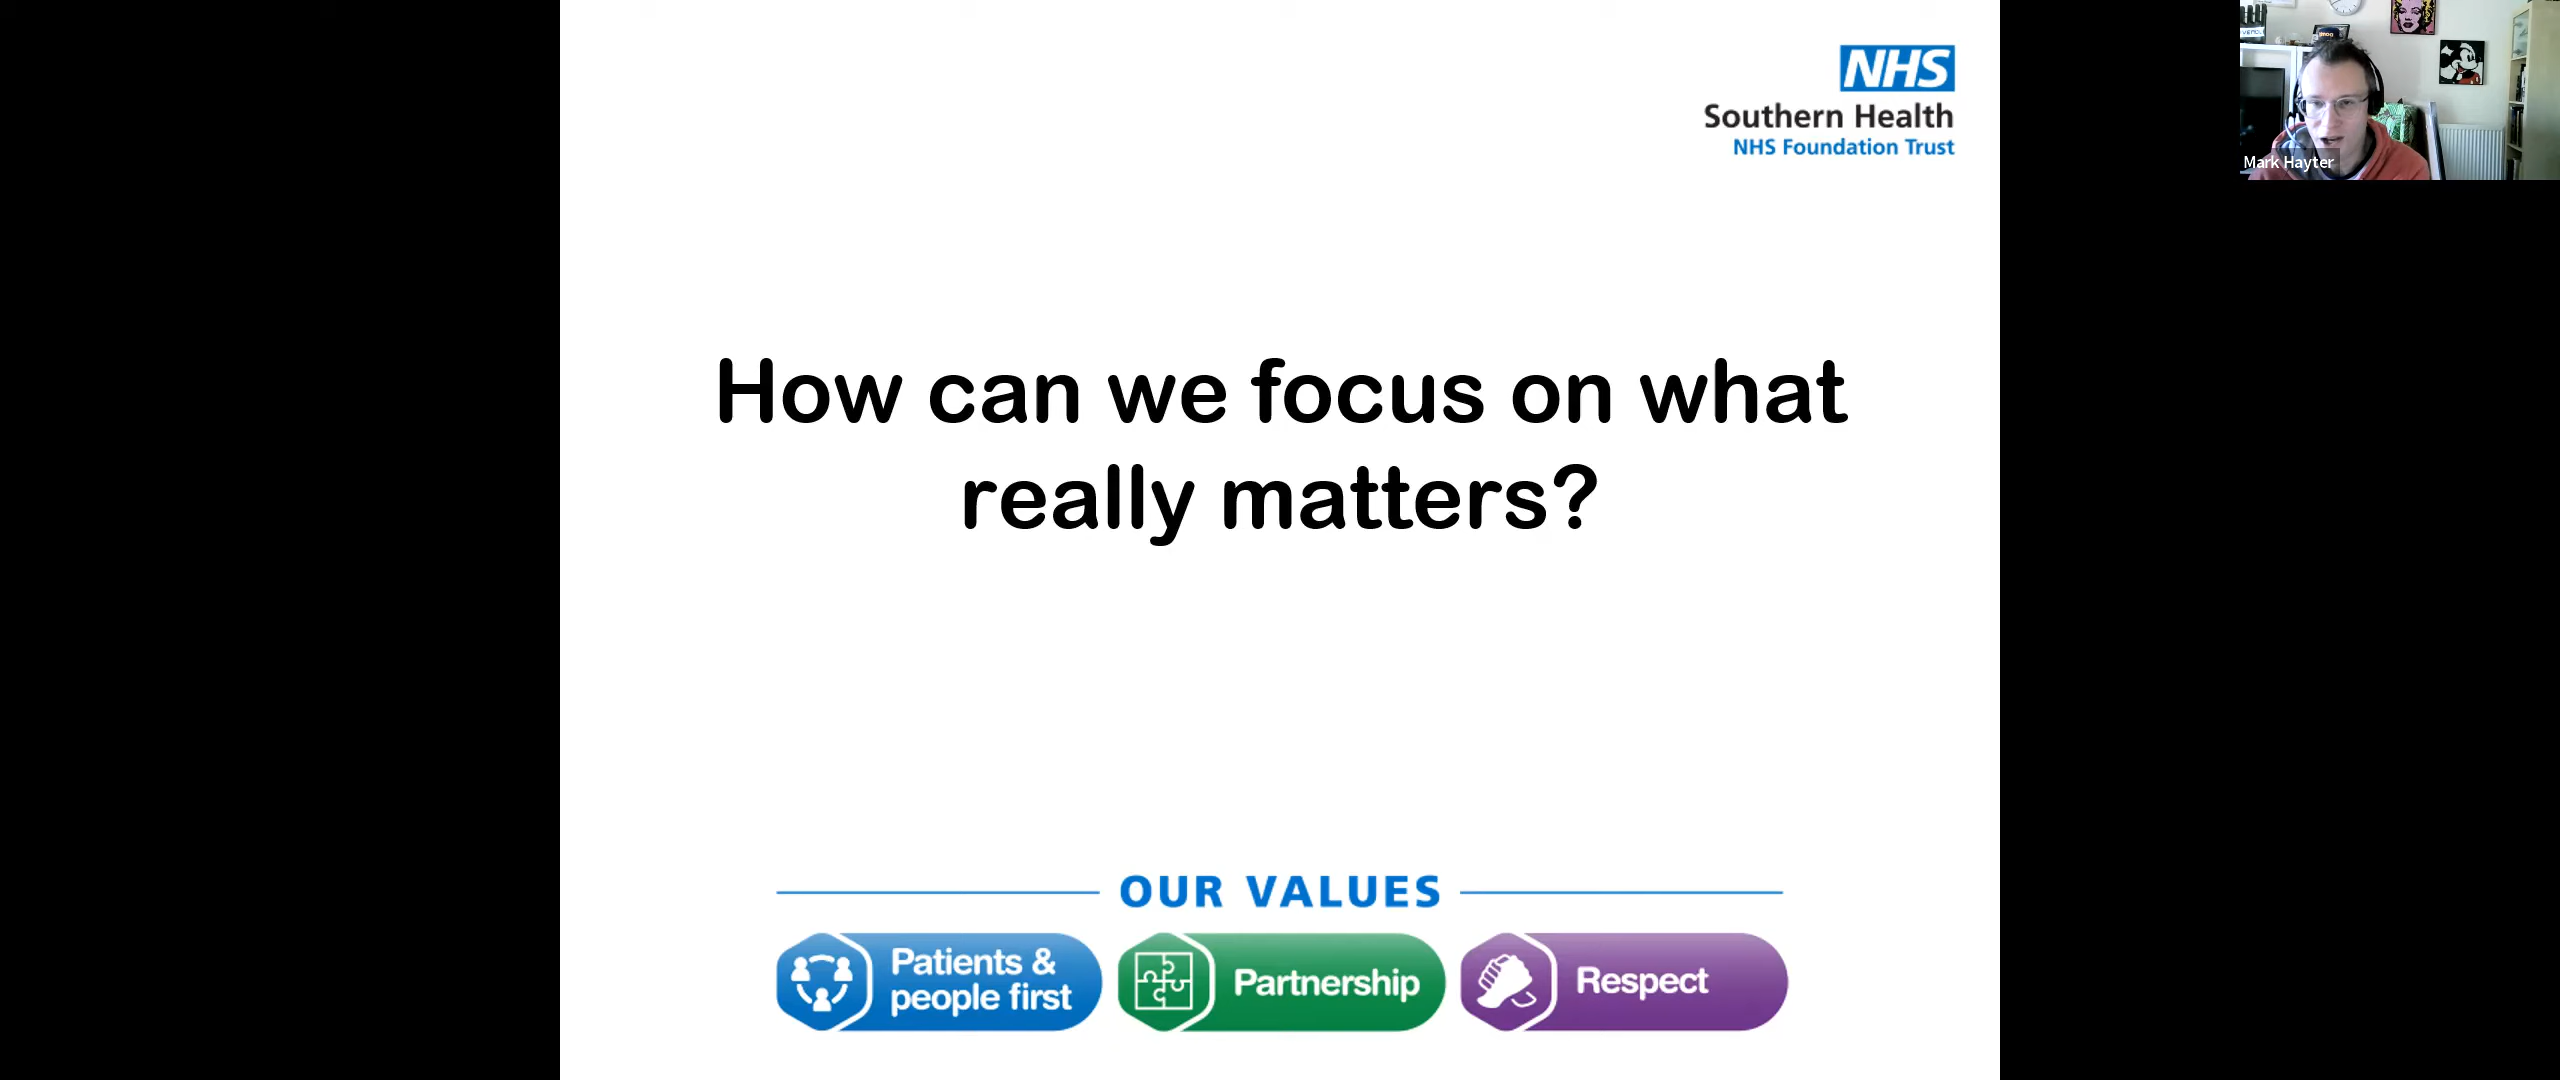 NHS
Southern Health
NHS Foundation Trust
Mark Hayter
How can we focus on what
really matters?
OUR VALUES
Patients &
people first
Partnership
Respect